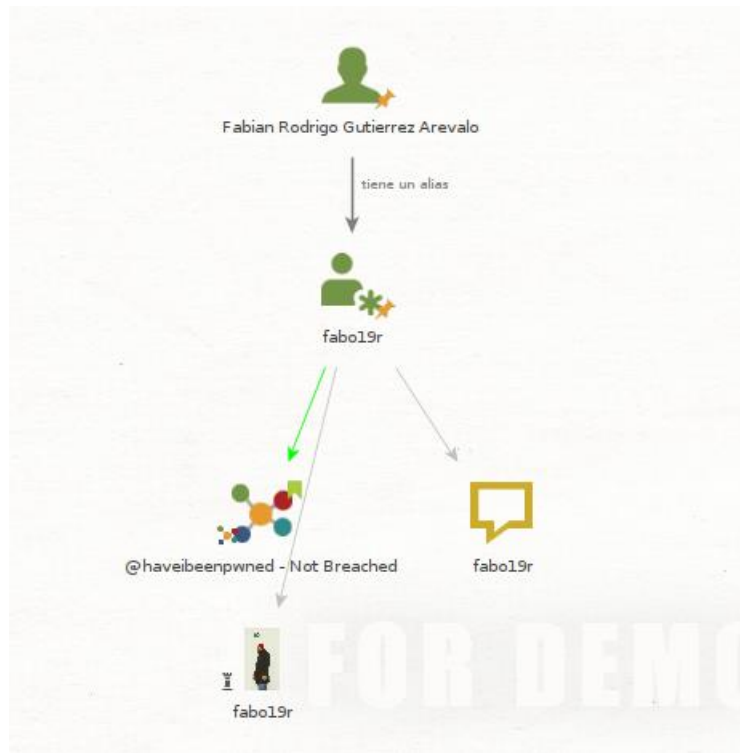 Fabian Rodrigo Gutierrez Arevalo
tiene un alias
fabo19r
@haveibeenpwned - Not Breached
fabo19r
fabo19r
FOR DEMO